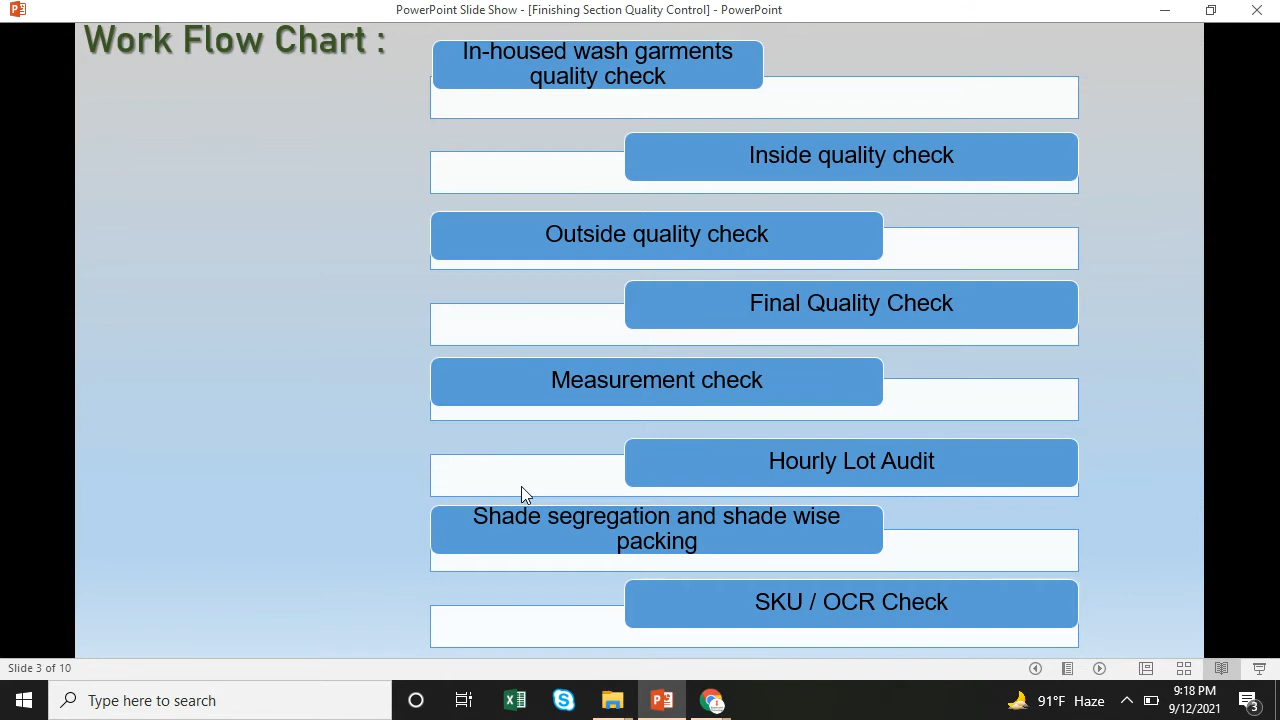 PowerPoint Slide Show - [Finishing Section Quality Control] - PowerPoint
Work Flow Chart :
In-housed wash garments
quality check
Inside quality check
Outside quality check
Final Quality Check
Measurement check
Hourly Lot Audit
Shade segregation and shade wise
packing
SKU / OCR Check
Slide 3 of 10
Type here to search
91°F Haze
9:18 PM
9/12/2021
3